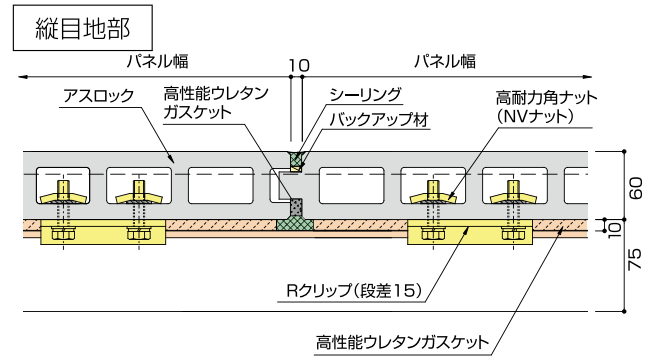 縦目地部
パネル幅
10
パネル幅
アスロック
高性能ウレタン
ガスケット
シーリング
バックアップ材
高耐力角ナット
(NVナット)
60
10
75
Rクリップ(段差15)
高性能ウレタンガスケット